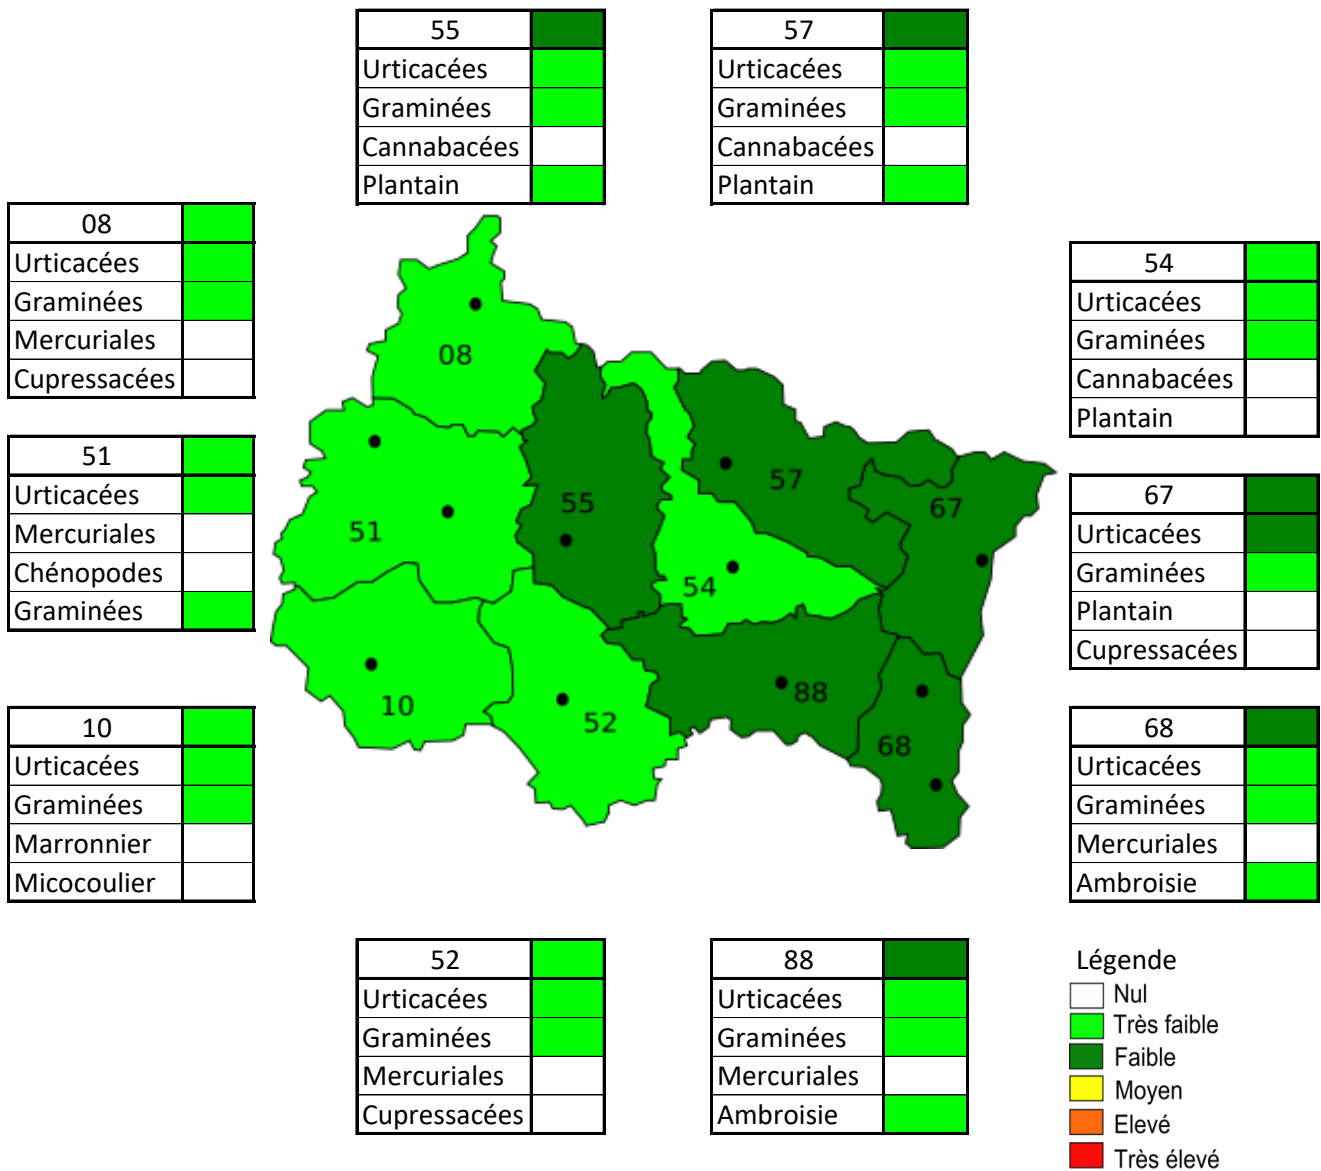 55
Urticacées
Graminées
Cannabacées
Plantain
57
Urticacées
Graminées
Cannabacées
Plantain
08
Urticacées
Graminées
Mercuriales
Cupressacées
54
Urticacées
Graminées
Cannabacées
Plantain
51
Urticacées
Mercuriales
Chénopodes
Graminées
67
Urticacées
Graminées
Plantain
Cupressacées
10
Urticacées
Graminées
Marronnier
Micocoulier
68
Urticacées
Graminées
Mercuriales
Ambroisie
52
Urticacées
Graminées
Mercuriales
Cupressacées
88
Urticacées
Graminées
Mercuriales
Ambroisie
08
57
55
67
51
54
88
10
52
68
Légende
Nul
Très faible
Faible
Moyen
Elevé
Très élevé